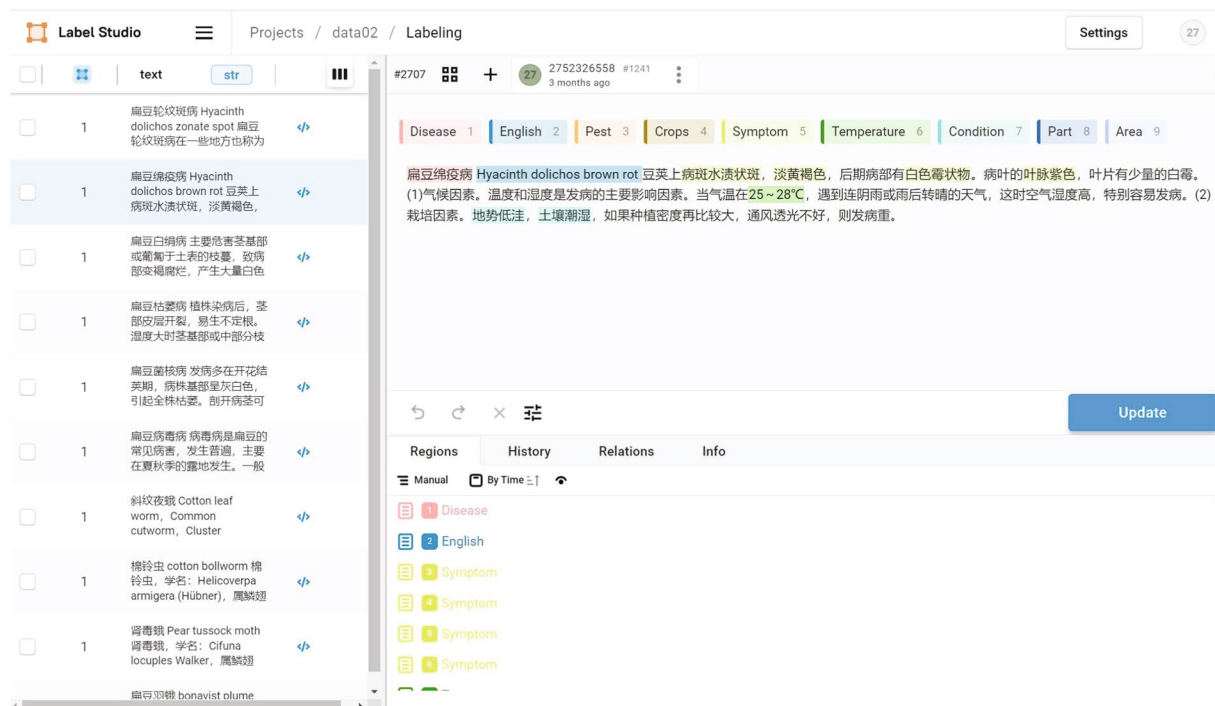 Label Studio
Projects / data02 / Labeling
Settings
27
text str
#2707
27
2752326558 #1241
3 months ago
1
扁豆轮纹斑病 Hyacinth
dolichos zonate spot 扁豆
轮纹斑病在一些地方也称为
1
扁豆绵疫病 Hyacinth
dolichos brown rot 豆荚上
病斑水渍状斑，淡黄褐色，
1
扁豆白绢病 主要危害茎基部
或葡匐于土表的枝蔓，致病
部变褐腐烂，产生大量白色
1
扁豆枯萎病 植株染病后，茎
部皮层开裂，易生不定根。
湿度大时茎基部或中部分枝
1
扁豆菌核病 发病多在开花结
荚期，病株基部呈灰白色，
引起全株枯萎。剖开病茎可
1
扁豆病毒病 病毒病是扁豆的
常见病害，发生普遍，主要
在夏秋季的露地发生。一般
1
斜纹夜蛾 Cotton leaf
worm，Common
cutworm，Cluster
1
棉铃虫 cotton bollworm 棉
铃虫，学名：Helicoverpa
armigera (Hübner)，属鳞翅
1
肾毒蛾 Pear tussock moth
肾毒蛾，学名：Cifuna
locuples Walker，属鳞翅
扁豆羽蛾 bonavist plume
Disease 1 English 2 Pest 3 Crops 4 Symptom 5 Temperature 6 Condition 7 Part 8 Area 9
扁豆绵疫病 Hyacinth dolichos brown rot 豆荚上病斑水渍状斑，淡黄褐色，后期病部有白色霉状物。病叶的叶脉紫色，叶片有少量的白霉。
(1)气候因素。温度和湿度是发病的主要影响因素。当气温在25～28℃，遇到连阴雨或雨后转晴的天气，这时空气湿度高，特别容易发病。(2)
栽培因素。地势低洼，土壤潮湿，如果种植密度再比较大，通风透光不好，则发病重。
Update
Regions History Relations Info
Manual By Time
1 Disease
2 English
3 Symptom
4 Symptom
Symptom
6 Symptom